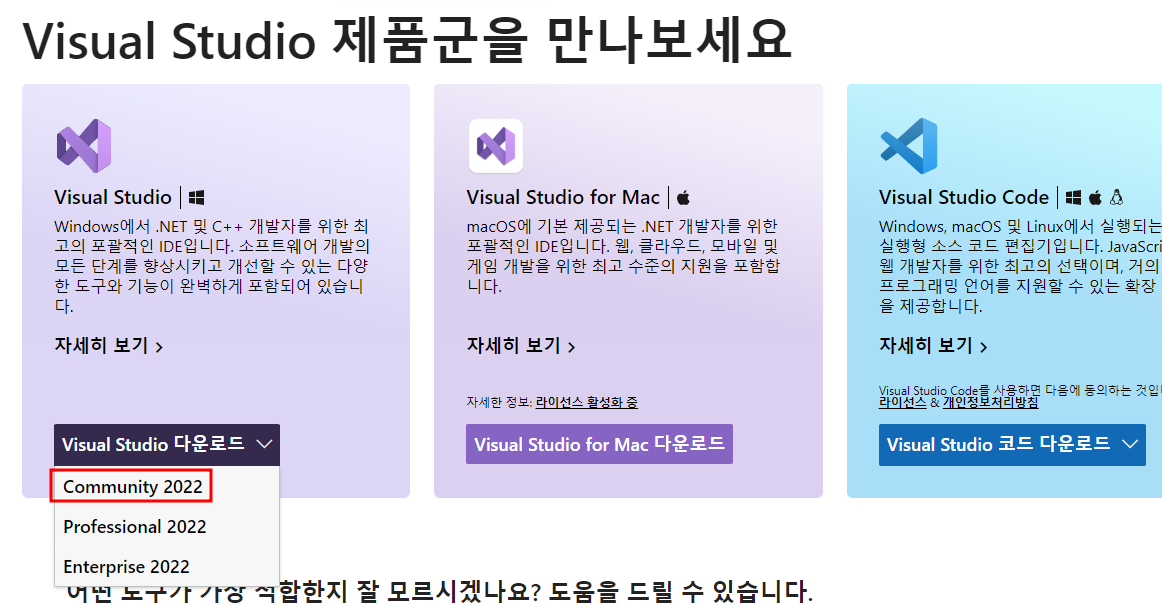 Visual Studio 제품군을 만나보세요
Visual Studio
Windows에서 .NET 및 C++ 개발자를 위한 최
고의 포괄적인 IDE입니다. 소프트웨어 개발의
모든 단계를 향상시키고 개선할 수 있는 다양
한 도구와 기능이 완벽하게 포함되어 있습니
다.
자세히 보기
Visual Studio 다운로드
Community 2022
Professional 2022
Enterprise 2022
Visual Studio for Mac
macOS에 기본 제공되는 .NET 개발자를 위한
포괄적인 IDE입니다. 웹, 클라우드, 모바일 및
게임 개발을 위한 최고 수준의 지원을 포함합
니다.
자세히 보기
자세한 정보: 라이선스 활성화 중
Visual Studio for Mac 다운로드
Visual Studio Code
Windows, macOS 및 Linux에서 실행되는
실행형 소스 코드 편집기입니다. JavaScri
웹 개발자를 위한 최고의 선택이며, 거의
프로그래밍 언어를 지원할 수 있는 확장
을 제공합니다.
자세히 보기
Visual Studio Code를 사용하면 다음에 동의하는 것입
라이선스 & 개인정보처리방침
Visual Studio 코드 다운로드
어떤 도구가 가장 적합한지 잘 모르시겠나요? 도움을 드릴 수 있습니다.